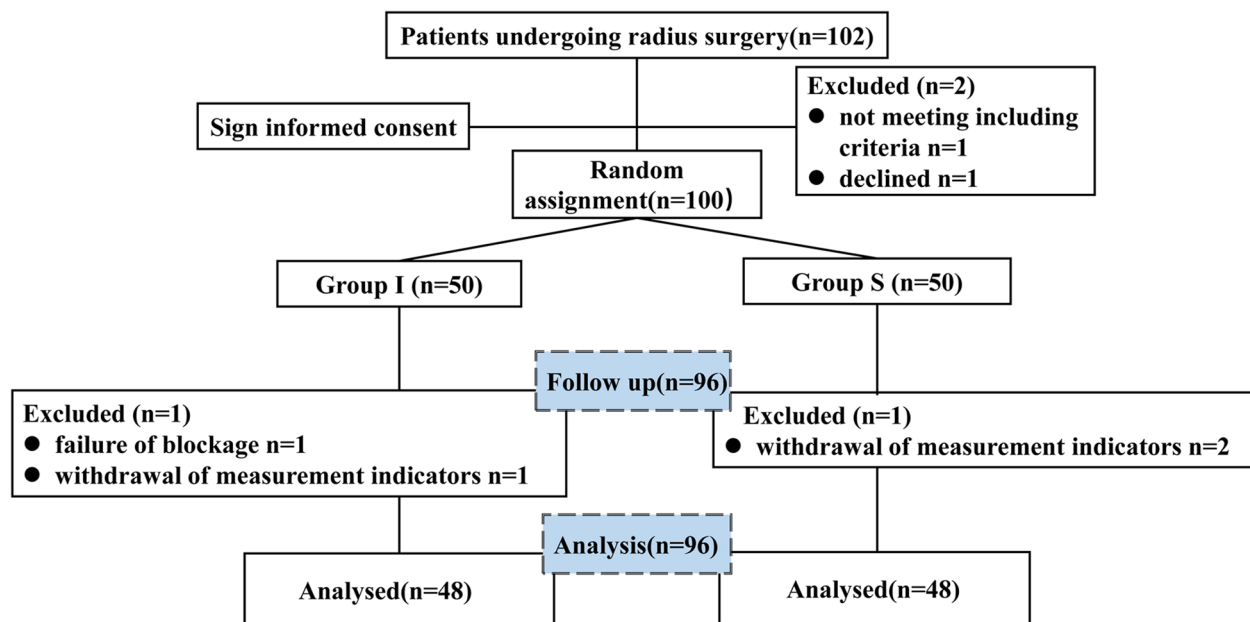 Patients undergoing radius surgery(n=102)
Excluded (n=2)
● not meeting including
criteria n=1
● declined n=1
Sign informed consent
Random
assignment(n=100)
Group I (n=50)
Group S (n=50)
Follow up(n=96)
Excluded (n=1)
● failure of blockage n=1
● withdrawal of measurement indicators n=1
Excluded (n=1)
● withdrawal of measurement indicators n=2
Analysis(n=96)
Analysed(n=48)
Analysed(n=48)